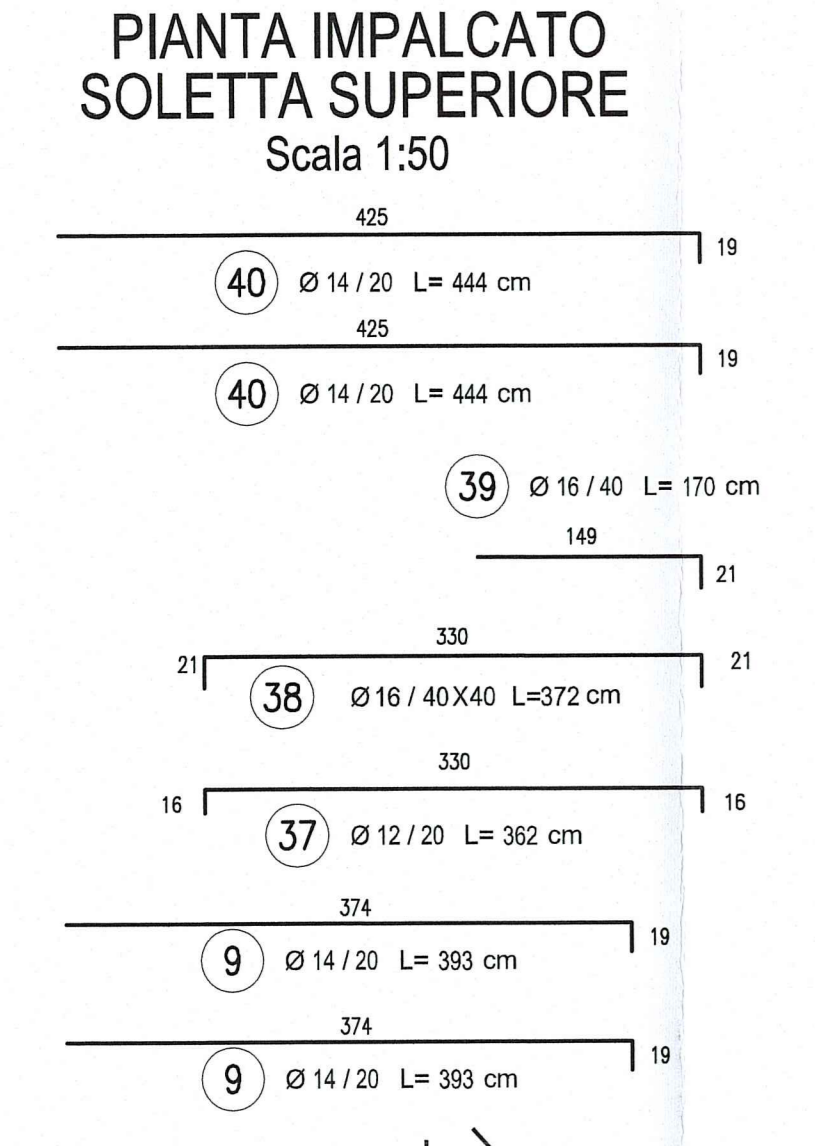 PIANTA IMPALCATO
SOLETTA SUPERIORE
Scala 1:50
425
19
40 Ø 14 / 20 L= 444 cm
425
19
40 Ø 14 / 20 L= 444 cm
39 Ø 16 / 40 L= 170 cm
149
21
330
21 21
38 Ø 16 / 40X40 L=372 cm
330
16 16
37 Ø 12 / 20 L= 362 cm
374
19
9 Ø 14 / 20 L= 393 cm
374
19
9 Ø 14 / 20 L= 393 cm